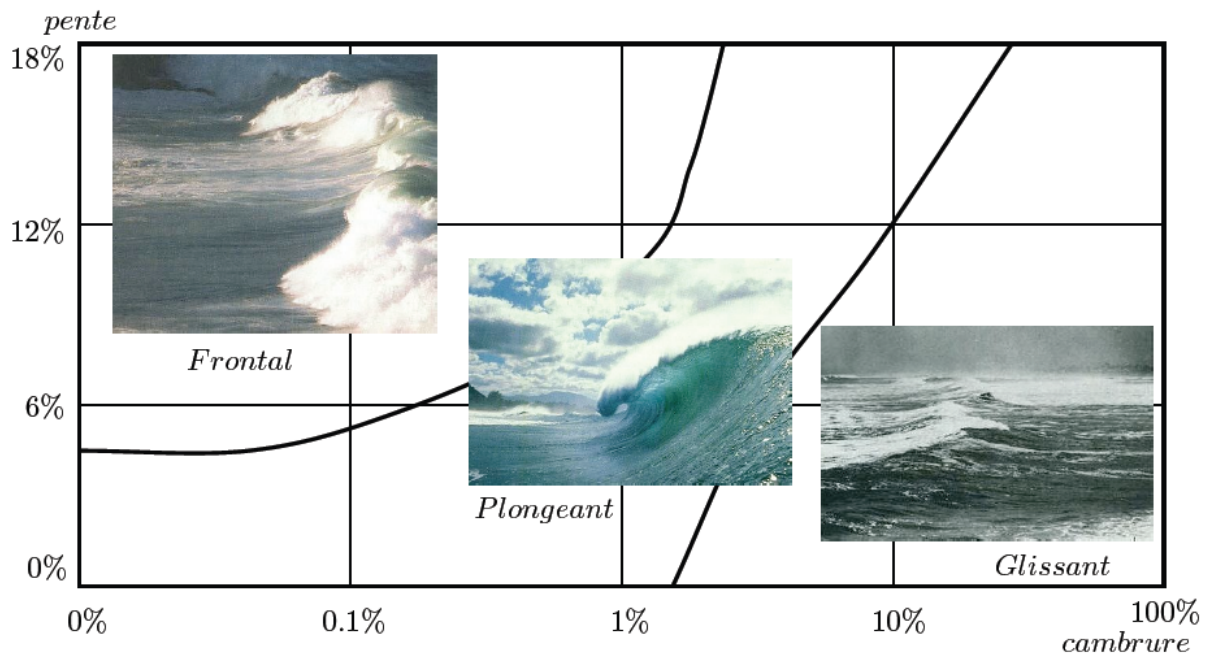 pente
18%
12%
Frontal
6%
Plongeant
0%
Glissant
0%
0.1%
1%
10%
100%
cambrure